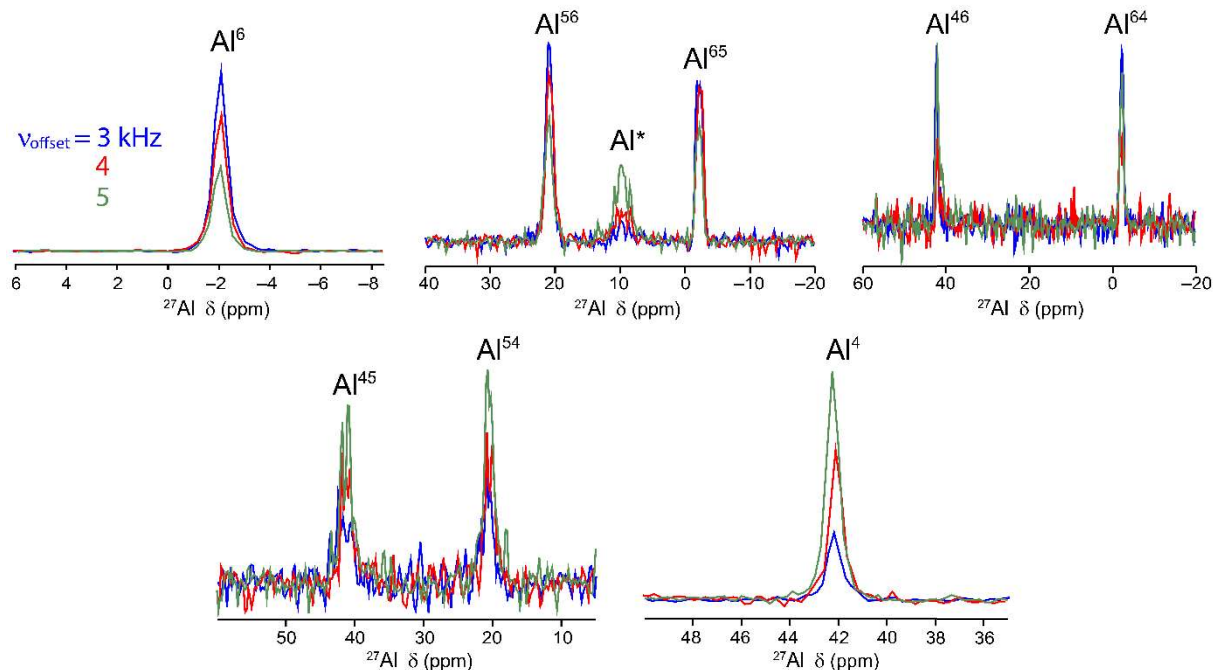 Al⁶
ν_offset = 3 kHz
4
5
6 4 2 0 –2 –4 –6 –8
²⁷Al δ (ppm)
Al⁵⁶
Al*
Al⁶⁵
40 30 20 10 0 –10 –20
²⁷Al δ (ppm)
Al⁴⁶
Al⁶⁴
60 40 20 0 –20
²⁷Al δ (ppm)
Al⁴⁵
Al⁵⁴
50 40 30 20 10
²⁷Al δ (ppm)
Al⁴
48 46 44 42 40 38 36
²⁷Al δ (ppm)